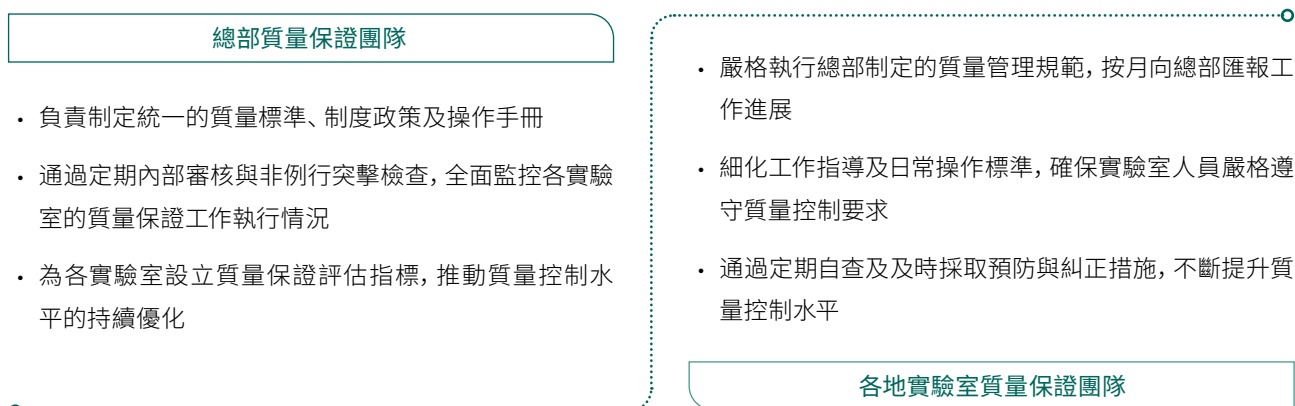 總部質量保證團隊
• 負責制定統一的質量標準、制度政策及操作手冊
• 通過定期內部審核與非例行突擊檢查，全面監控各實驗
室的質量保證工作執行情況
• 為各實驗室設立質量保證評估指標，推動質量控制水
平的持續優化
• 嚴格執行總部制定的質量管理規範，按月向總部匯報工
作進展
• 細化工作指導及日常操作標準，確保實驗室人員嚴格遵
守質量控制要求
• 通過定期自查及及時採取預防與糾正措施，不斷提升質
量控制水平
各地實驗室質量保證團隊